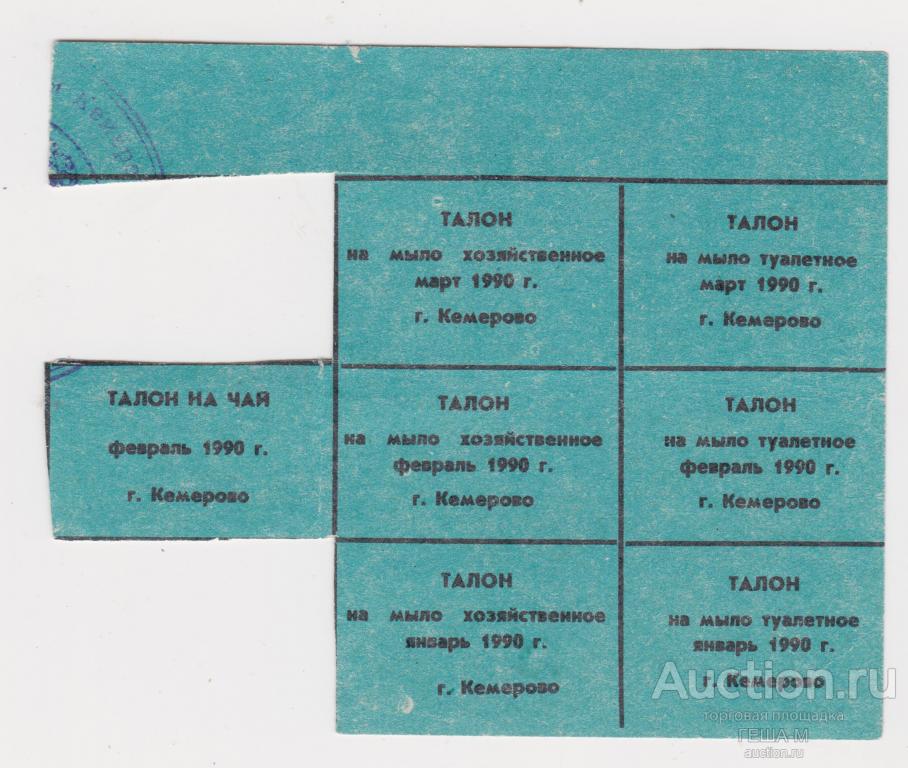 ТАЛОН
на мыло хозяйственное
март 1990 г.
г. Кемерово
ТАЛОН
на мыло туалетное
март 1990 г.
г. Кемерово
ТАЛОН НА ЧАЙ
февраль 1990 г.
г. Кемерово
ТАЛОН
на мыло хозяйственное
февраль 1990 г.
г. Кемерово
ТАЛОН
на мыло туалетное
февраль 1990 г.
г. Кемерово
ТАЛОН
на мыло хозяйственное
январь 1990 г.
г. Кемерово
ТАЛОН
на мыло туалетное
январь 1990 г.
г. Кемерово
Auction.ru
торговая площадка
ГЕША-М
auction.ru